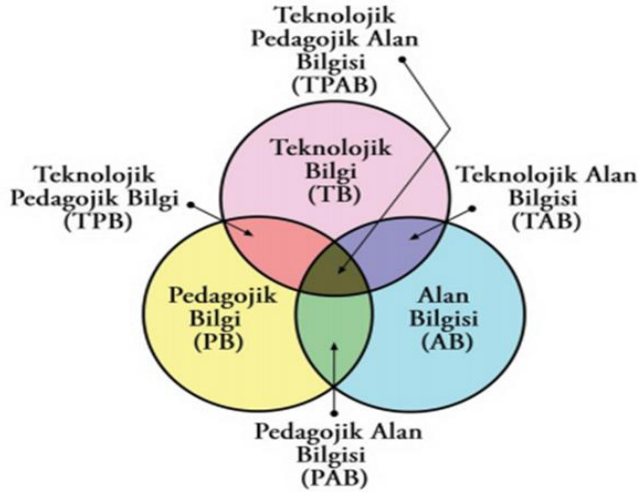 Teknolojik
Pedagojik Alan
Bilgisi
(TPAB)
Teknolojik
Bilgi
(TB)
Teknolojik
Pedagojik Bilgi
(TPB)
Teknolojik Alan
Bilgisi
(TAB)
Pedagojik
Bilgi
(PB)
Alan
Bilgisi
(AB)
Pedagojik Alan
Bilgisi
(PAB)